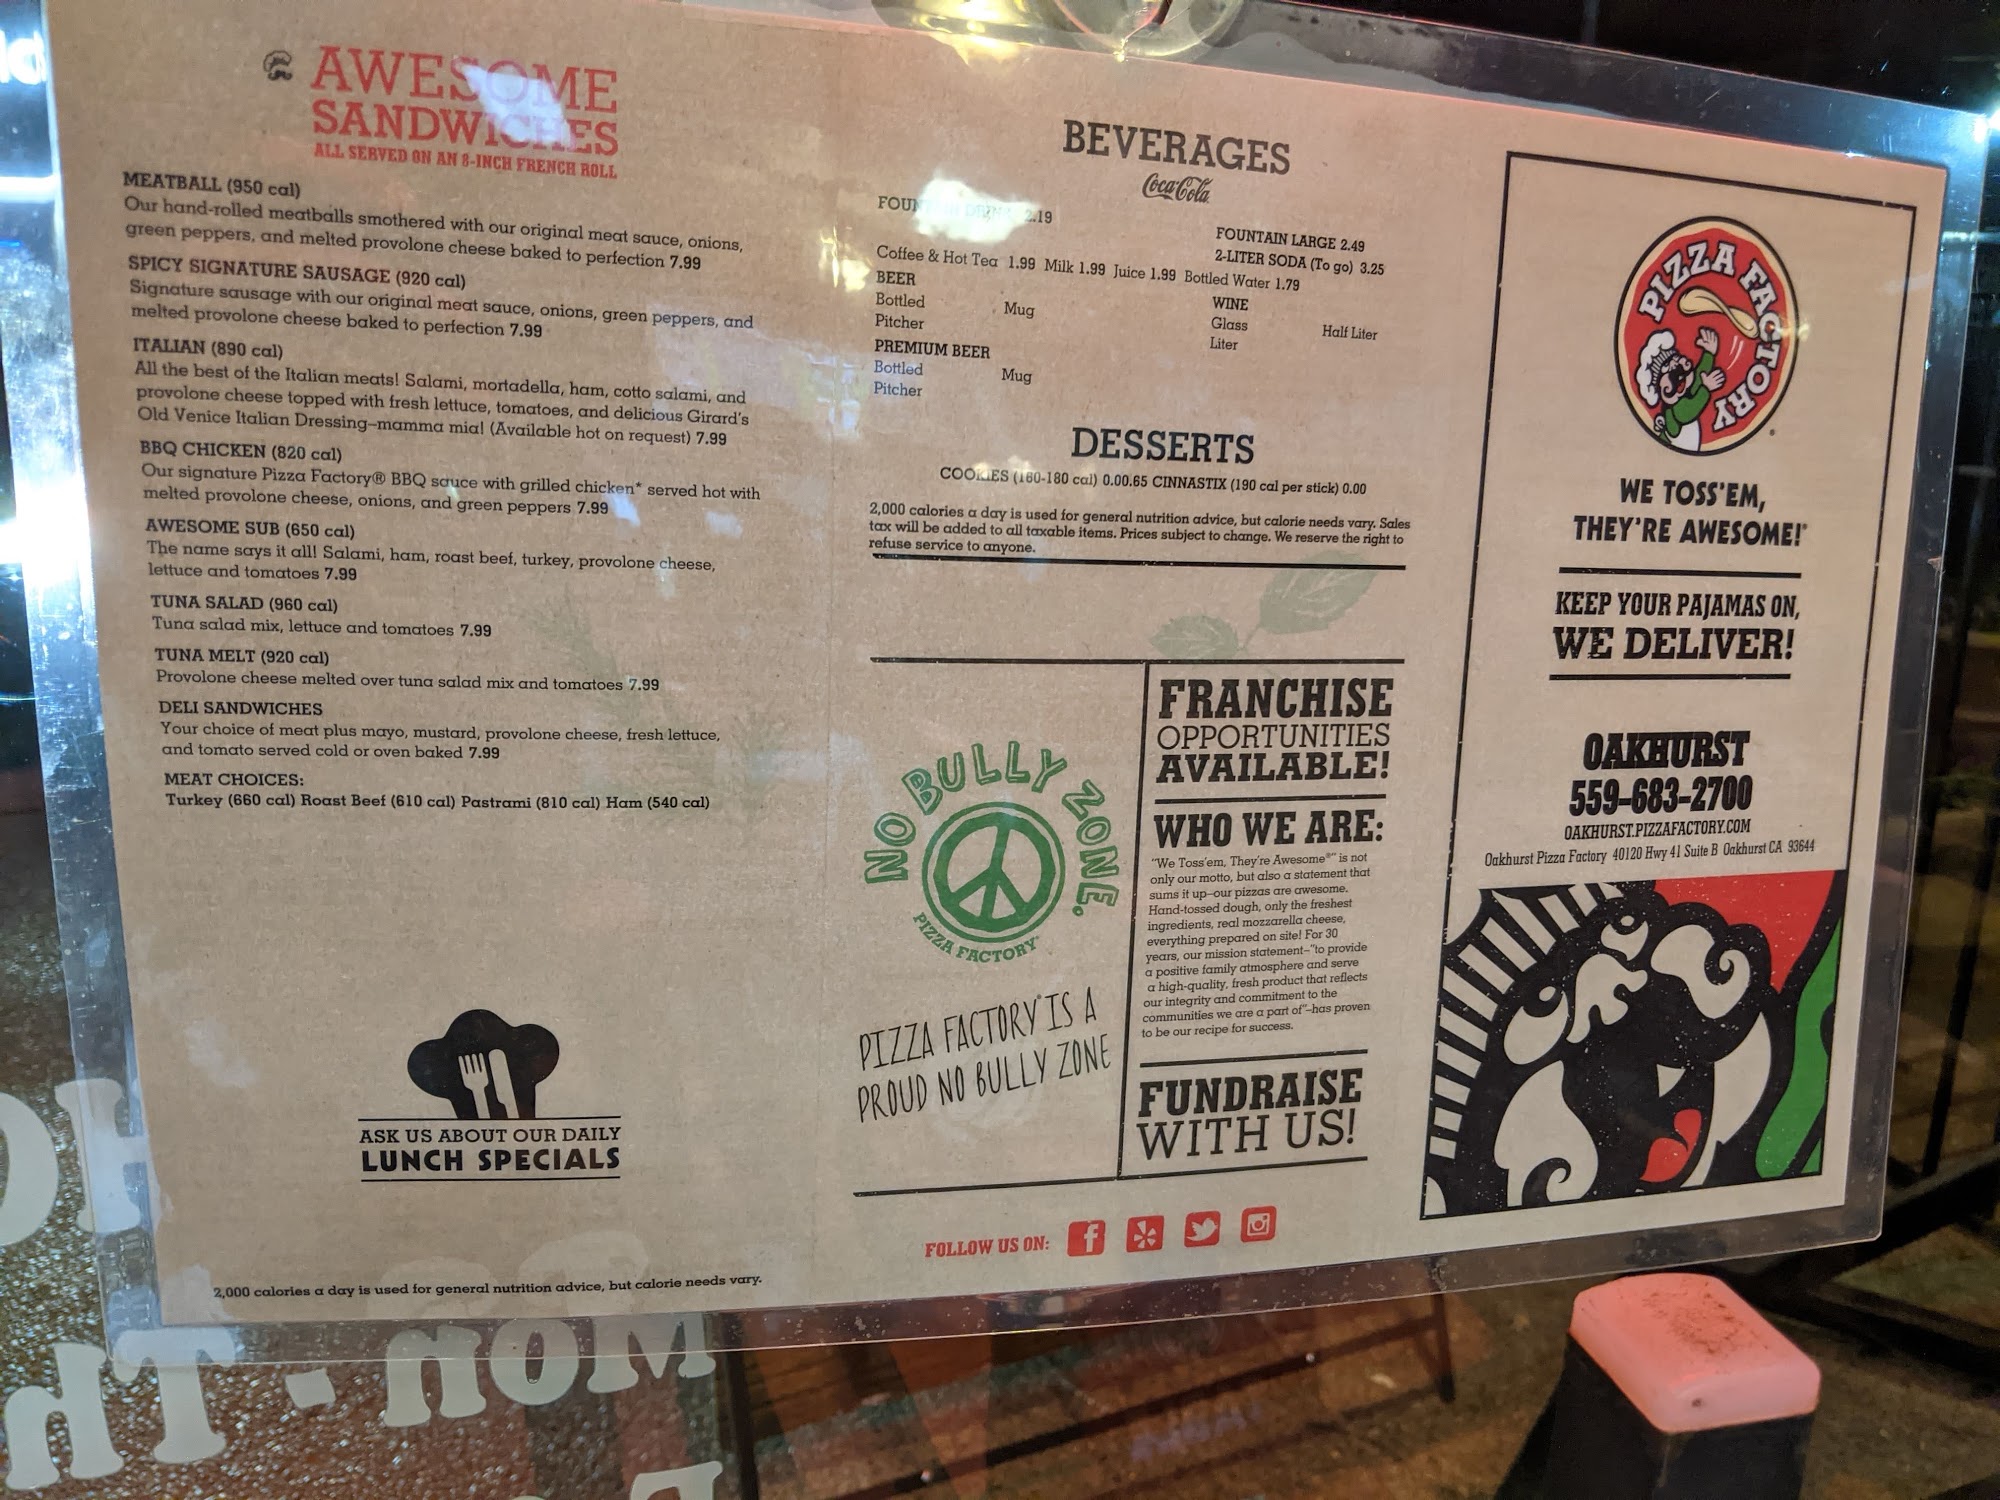 AWESOME
SANDWICHES
ALL SERVED ON AN 8-INCH FRENCH ROLL
MEATBALL (950 cal)
Our hand-rolled meatballs smothered with our original meat sauce, onions,
green peppers, and melted provolone cheese baked to perfection 7.99
SPICY SIGNATURE SAUSAGE (920 cal)
Signature sausage with our original meat sauce, onions, green peppers, and
melted provolone cheese baked to perfection 7.99
ITALIAN (890 cal)
All the best of the Italian meats! Salami, mortadella, ham, cotto salami, and
provolone cheese topped with fresh lettuce, tomatoes, and delicious Girard's
Old Venice Italian Dressing–mamma mia! (Available hot on request) 7.99
BBQ CHICKEN (820 cal)
Our signature Pizza Factory® BBQ sauce with grilled chicken* served hot with
melted provolone cheese, onions, and green peppers 7.99
AWESOME SUB (650 cal)
The name says it all! Salami, ham, roast beef, turkey, provolone cheese,
lettuce and tomatoes 7.99
TUNA SALAD (960 cal)
Tuna salad mix, lettuce and tomatoes 7.99
TUNA MELT (920 cal)
Provolone cheese melted over tuna salad mix and tomatoes 7.99
DELI SANDWICHES
Your choice of meat plus mayo, mustard, provolone cheese, fresh lettuce,
and tomato served cold or oven baked 7.99
MEAT CHOICES:
Turkey (660 cal) Roast Beef (610 cal) Pastrami (810 cal) Ham (540 cal)
ASK US ABOUT OUR DAILY
LUNCH SPECIALS
2,000 calories a day is used for general nutrition advice, but calorie needs vary.
BEVERAGES
Coca-Cola
FOUNTAIN DRINK 2.19
FOUNTAIN LARGE 2.49
2-LITER SODA (To go) 3.25
Coffee & Hot Tea 1.99 Milk 1.99 Juice 1.99 Bottled Water 1.79
BEER
Bottled Mug
Pitcher
PREMIUM BEER
Bottled Mug
Pitcher
WINE
Glass Half Liter
Liter
DESSERTS
COOKIES (160-180 cal) 0.00.65 CINNASTIX (190 cal per stick) 0.00
2,000 calories a day is used for general nutrition advice, but calorie needs vary. Sales
tax will be added to all taxable items. Prices subject to change. We reserve the right to
refuse service to anyone.
NO BULLY ZONE.
PIZZA FACTORY®
PIZZA FACTORY® IS A
PROUD NO BULLY ZONE
FRANCHISE
OPPORTUNITIES
AVAILABLE!
WHO WE ARE:
"We Toss'em, They're Awesome®" is not
only our motto, but also a statement that
sums it up–our pizzas are awesome.
Hand-tossed dough, only the freshest
ingredients, real mozzarella cheese,
everything prepared on site! For 30
years, our mission statement–"to provide
a positive family atmosphere and serve
a high-quality, fresh product that reflects
our integrity and commitment to the
communities we are a part of"–has proven
to be our recipe for success.
FUNDRAISE
WITH US!
FOLLOW US ON:
PIZZA FACTORY
WE TOSS'EM,
THEY'RE AWESOME!®
KEEP YOUR PAJAMAS ON,
WE DELIVER!
OAKHURST
559-683-2700
OAKHURST.PIZZAFACTORY.COM
Oakhurst Pizza Factory 40120 Hwy 41 Suite B Oakhurst CA 93644